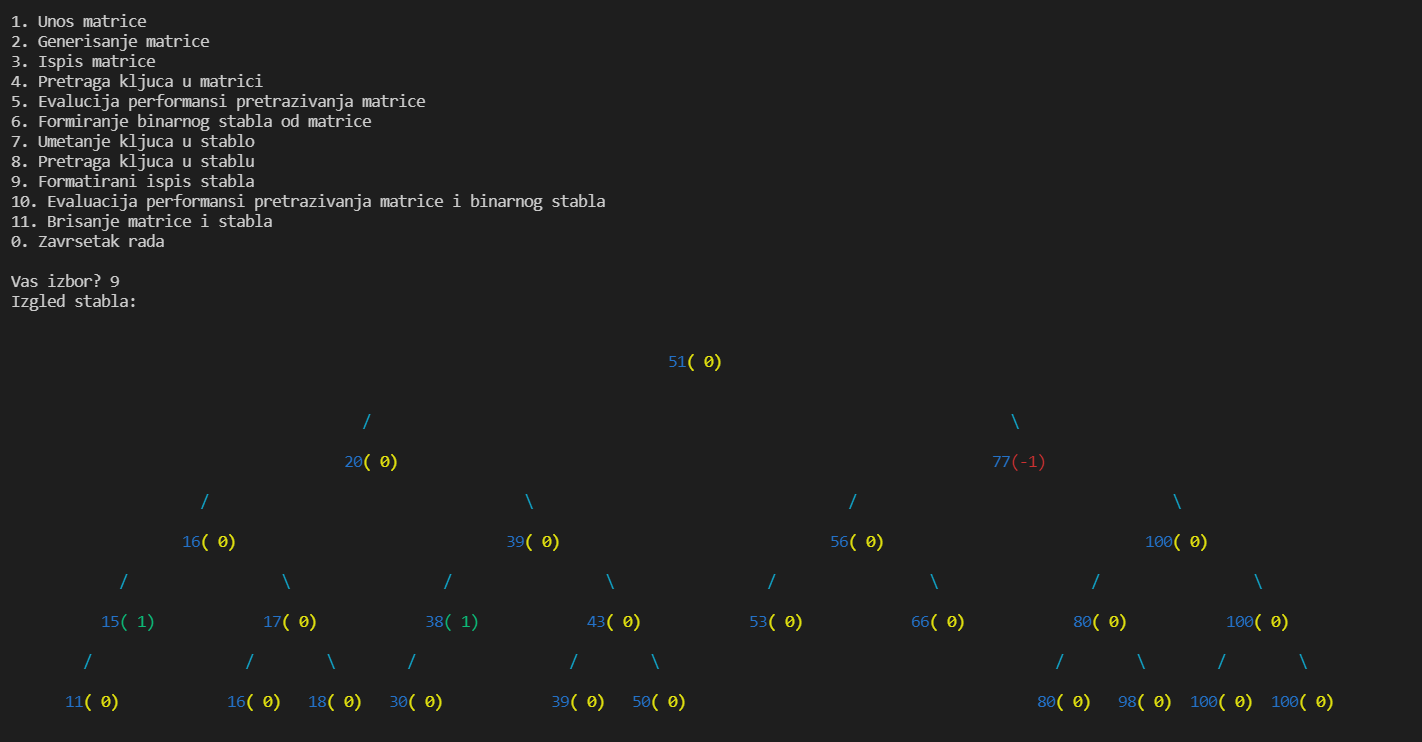 1. Unos matrice
2. Generisanje matrice
3. Ispis matrice
4. Pretraga kljuca u matrici
5. Evalucija performansi pretrazivanja matrice
6. Formiranje binarnog stabla od matrice
7. Umetanje kljuca u stablo
8. Pretraga kljuca u stablu
9. Formatirani ispis stabla
10. Evaluacija performansi pretrazivanja matrice i binarnog stabla
11. Brisanje matrice i stabla
0. Zavrsetak rada
Vas izbor? 9
Izgled stabla:
51( 0)
/ \
20( 0) 77(-1)
/ \ / \
16( 0) 39( 0) 56( 0) 100( 0)
/ \ / \ / \ / \
15( 1) 17( 0) 38( 1) 43( 0) 53( 0) 66( 0) 80( 0) 100( 0)
/ / \ / / \ / \ / \
11( 0) 16( 0) 18( 0) 30( 0) 39( 0) 50( 0) 80( 0) 98( 0) 100( 0) 100( 0)